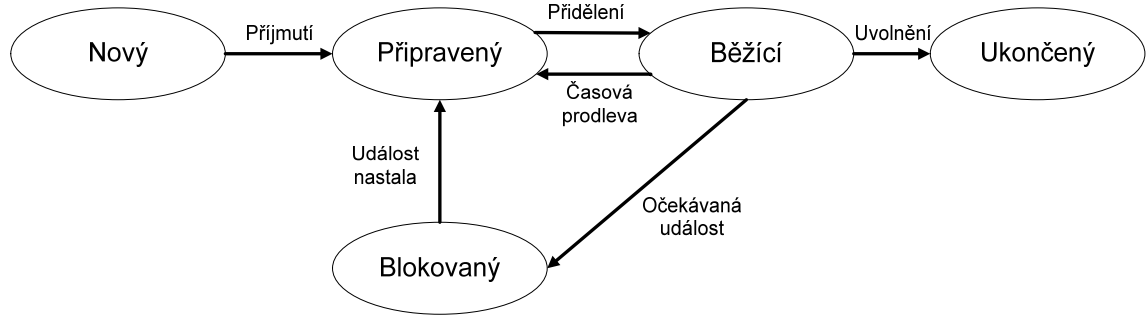 Nový
Příjmutí
Připravený
Přidělení
Běžící
Uvolnění
Ukončený
Časová
prodleva
Událost
nastala
Očekávaná
událost
Blokovaný